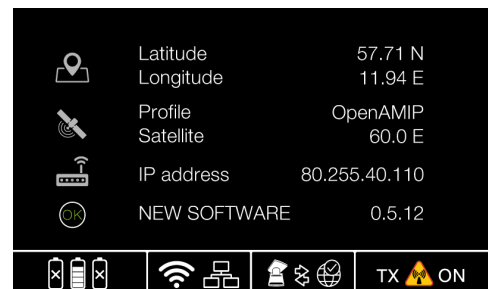 Latitude 57.71 N
Longitude 11.94 E
Profile OpenAMIP
Satellite 60.0 E
IP address 80.255.40.110
OK NEW SOFTWARE 0.5.12
TX ON